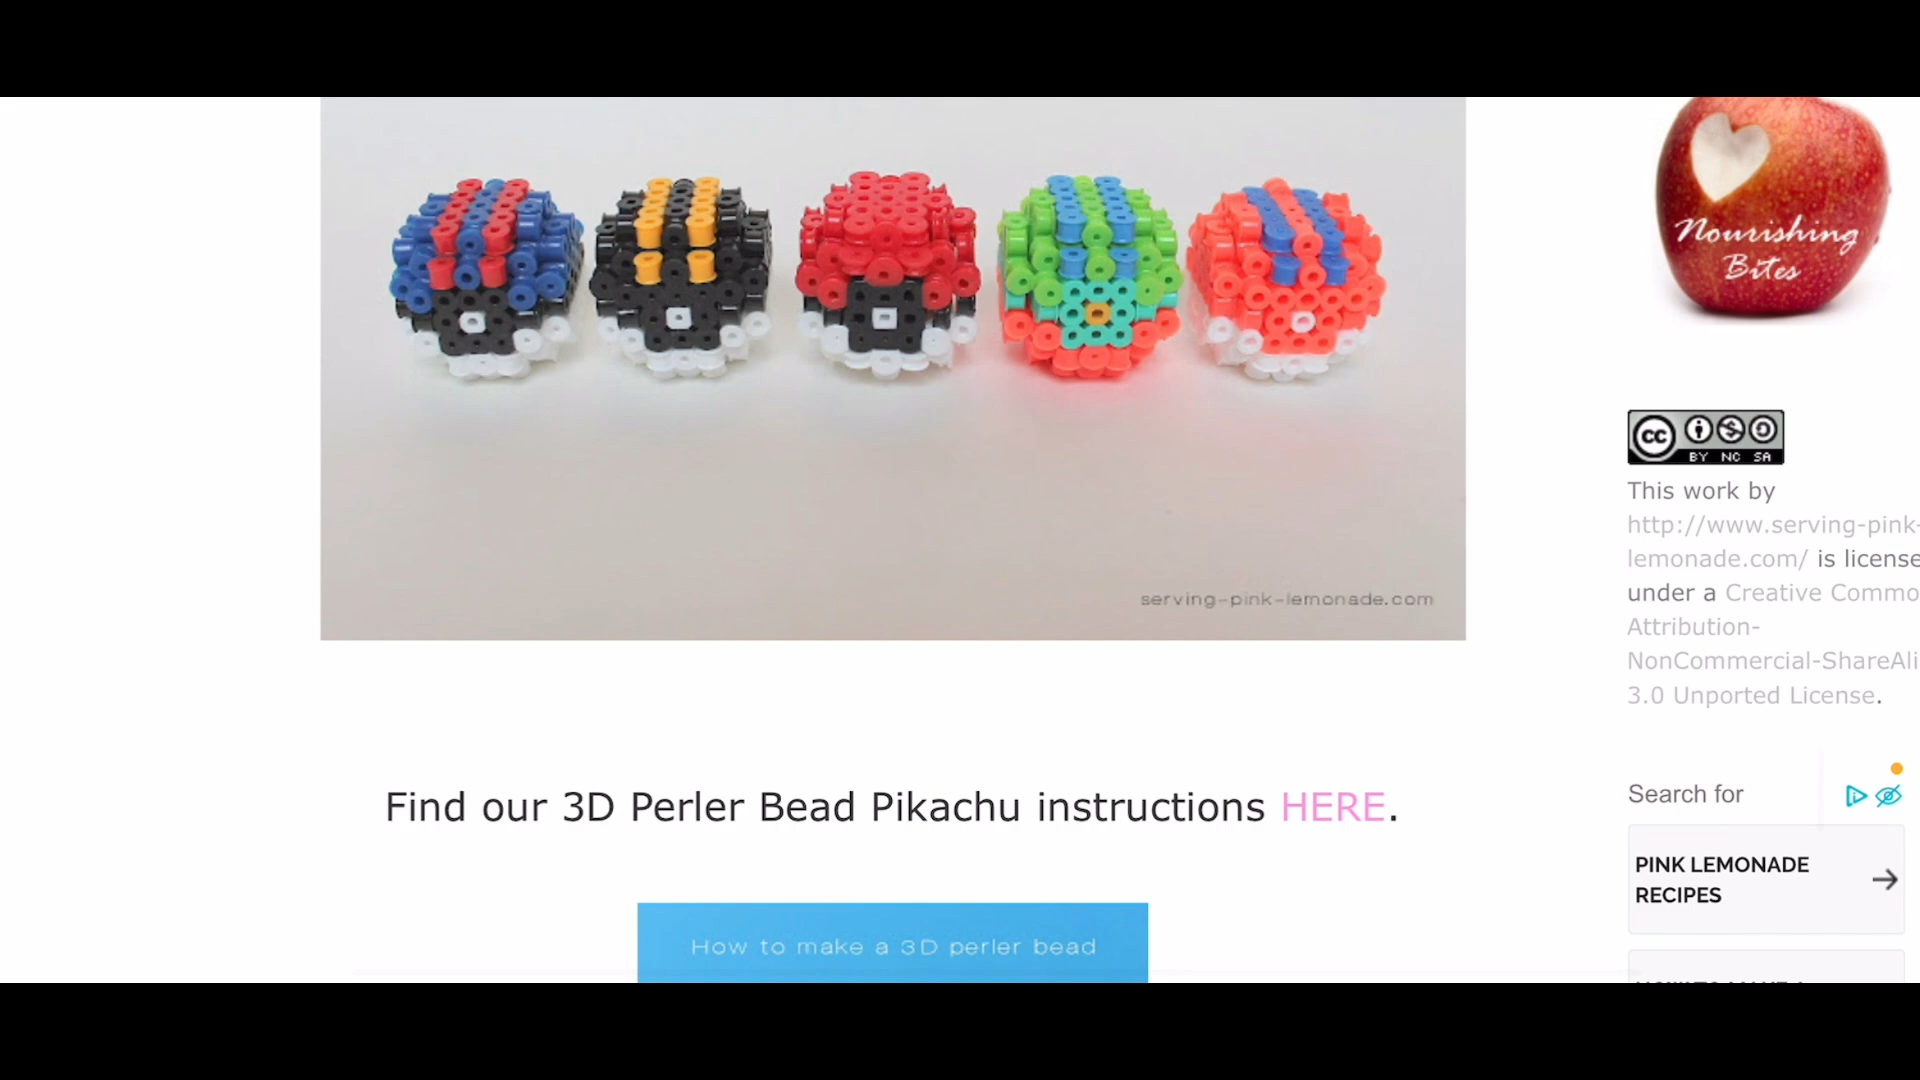 Nourishing
Bites
cc
BY NC SA
This work by
http://www.serving-pink-
lemonade.com/ is license
under a Creative Commo
Attribution-
NonCommercial-ShareAli
3.0 Unported License.
serving-pink-lemonade.com
Find our 3D Perler Bead Pikachu instructions HERE.
How to make a 3D perler bead
Search for
PINK LEMONADE
RECIPES